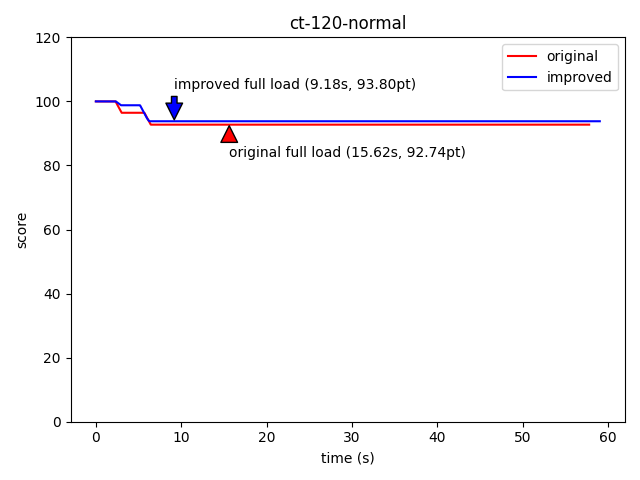 ct-120-normal
original
improved
improved full load (9.18s, 93.80pt)
original full load (15.62s, 92.74pt)
score
120
100
80
60
40
20
0
0 10 20 30 40 50 60
time (s)